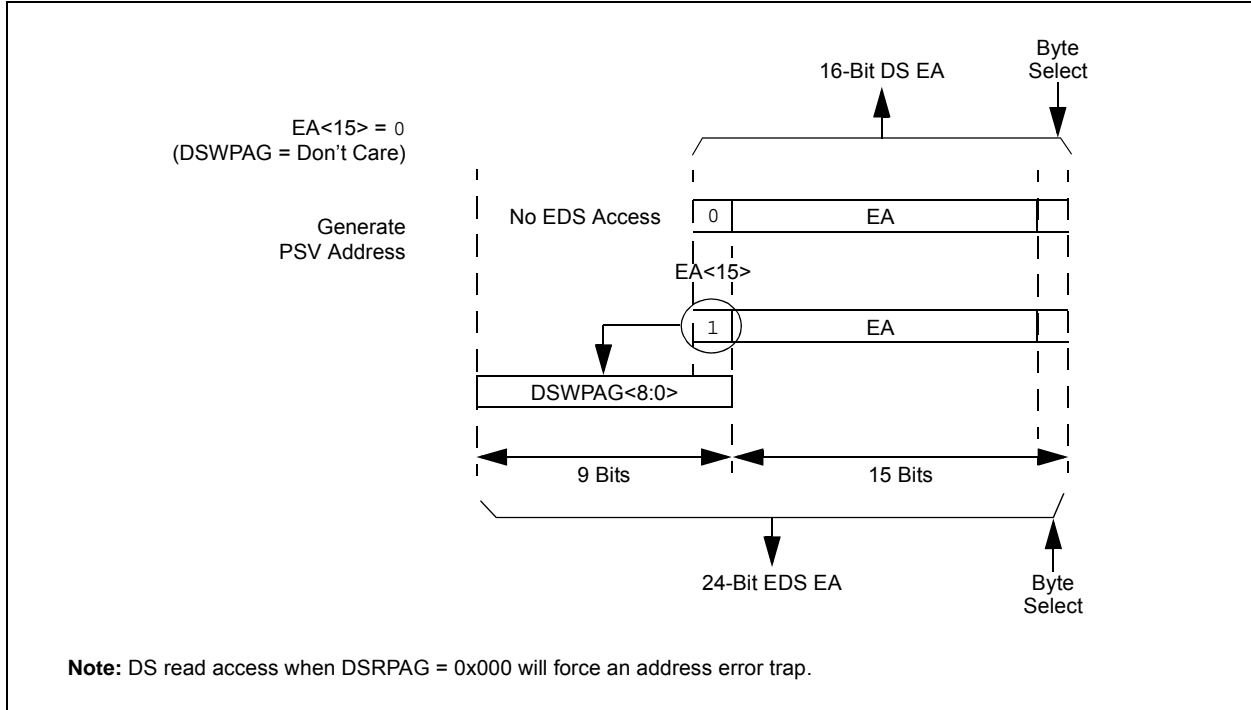 16-Bit DS EA
Byte
Select
EA<15> = 0
(DSWPAG = Don't Care)
No EDS Access
0
EA
Generate
PSV Address
EA<15>
1
EA
DSWPAG<8:0>
9 Bits
15 Bits
24-Bit EDS EA
Byte
Select
Note: DS read access when DSRPAG = 0x000 will force an address error trap.